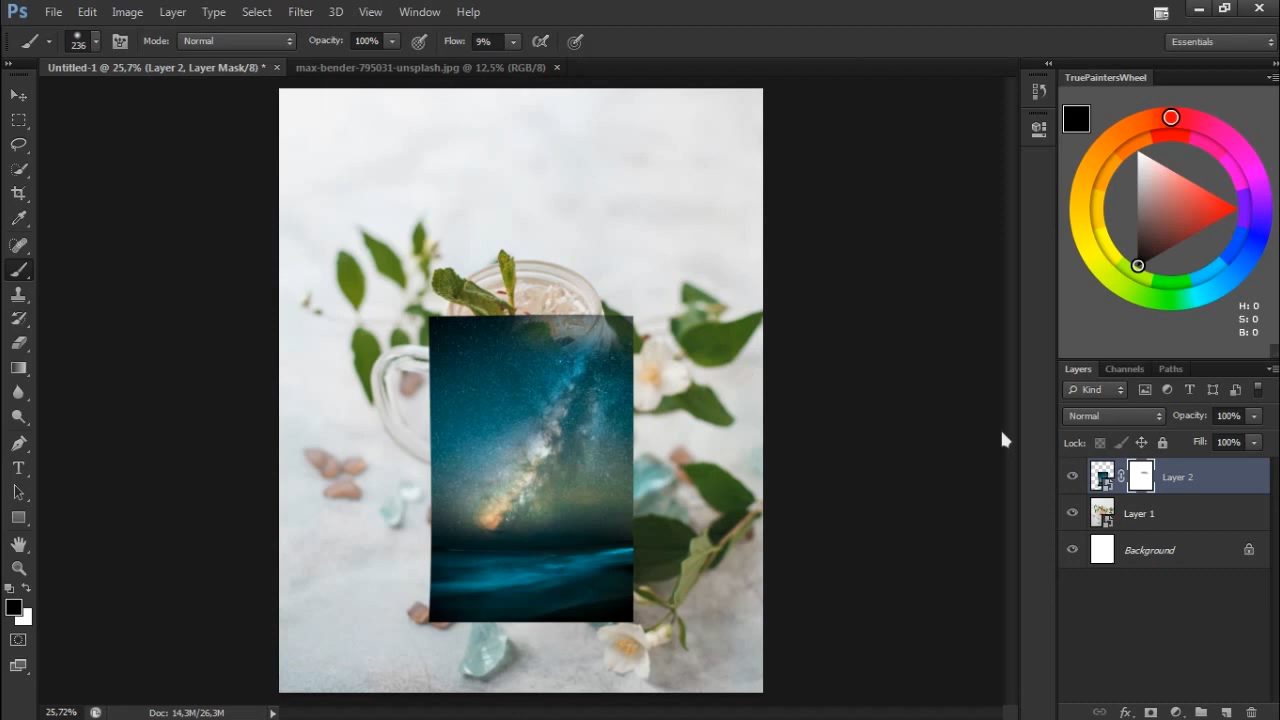 Ps File Edit Image Layer Type Select Filter 3D View Window Help
236 Mode: Normal Opacity: 100% Flow: 9% Essentials
Untitled-1 @ 25,7% (Layer 2, Layer Mask/8) * × max-bender-795031-unsplash.jpg @ 12,5% (RGB/8) ×
TruePaintersWheel
H: 0
S: 0
B: 0
Layers Channels Paths
Kind
Normal Opacity: 100%
Lock: Fill: 100%
Layer 2
Layer 1
Background
25,72% Doc: 14,3M/26,3M